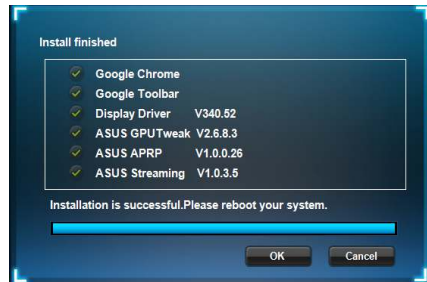 Install finished
Google Chrome
Google Toolbar
Display Driver V340.52
ASUS GPUTweak V2.6.8.3
ASUS APRP V1.0.0.26
ASUS Streaming V1.0.3.5
Installation is successful.Please reboot your system.
OK Cancel